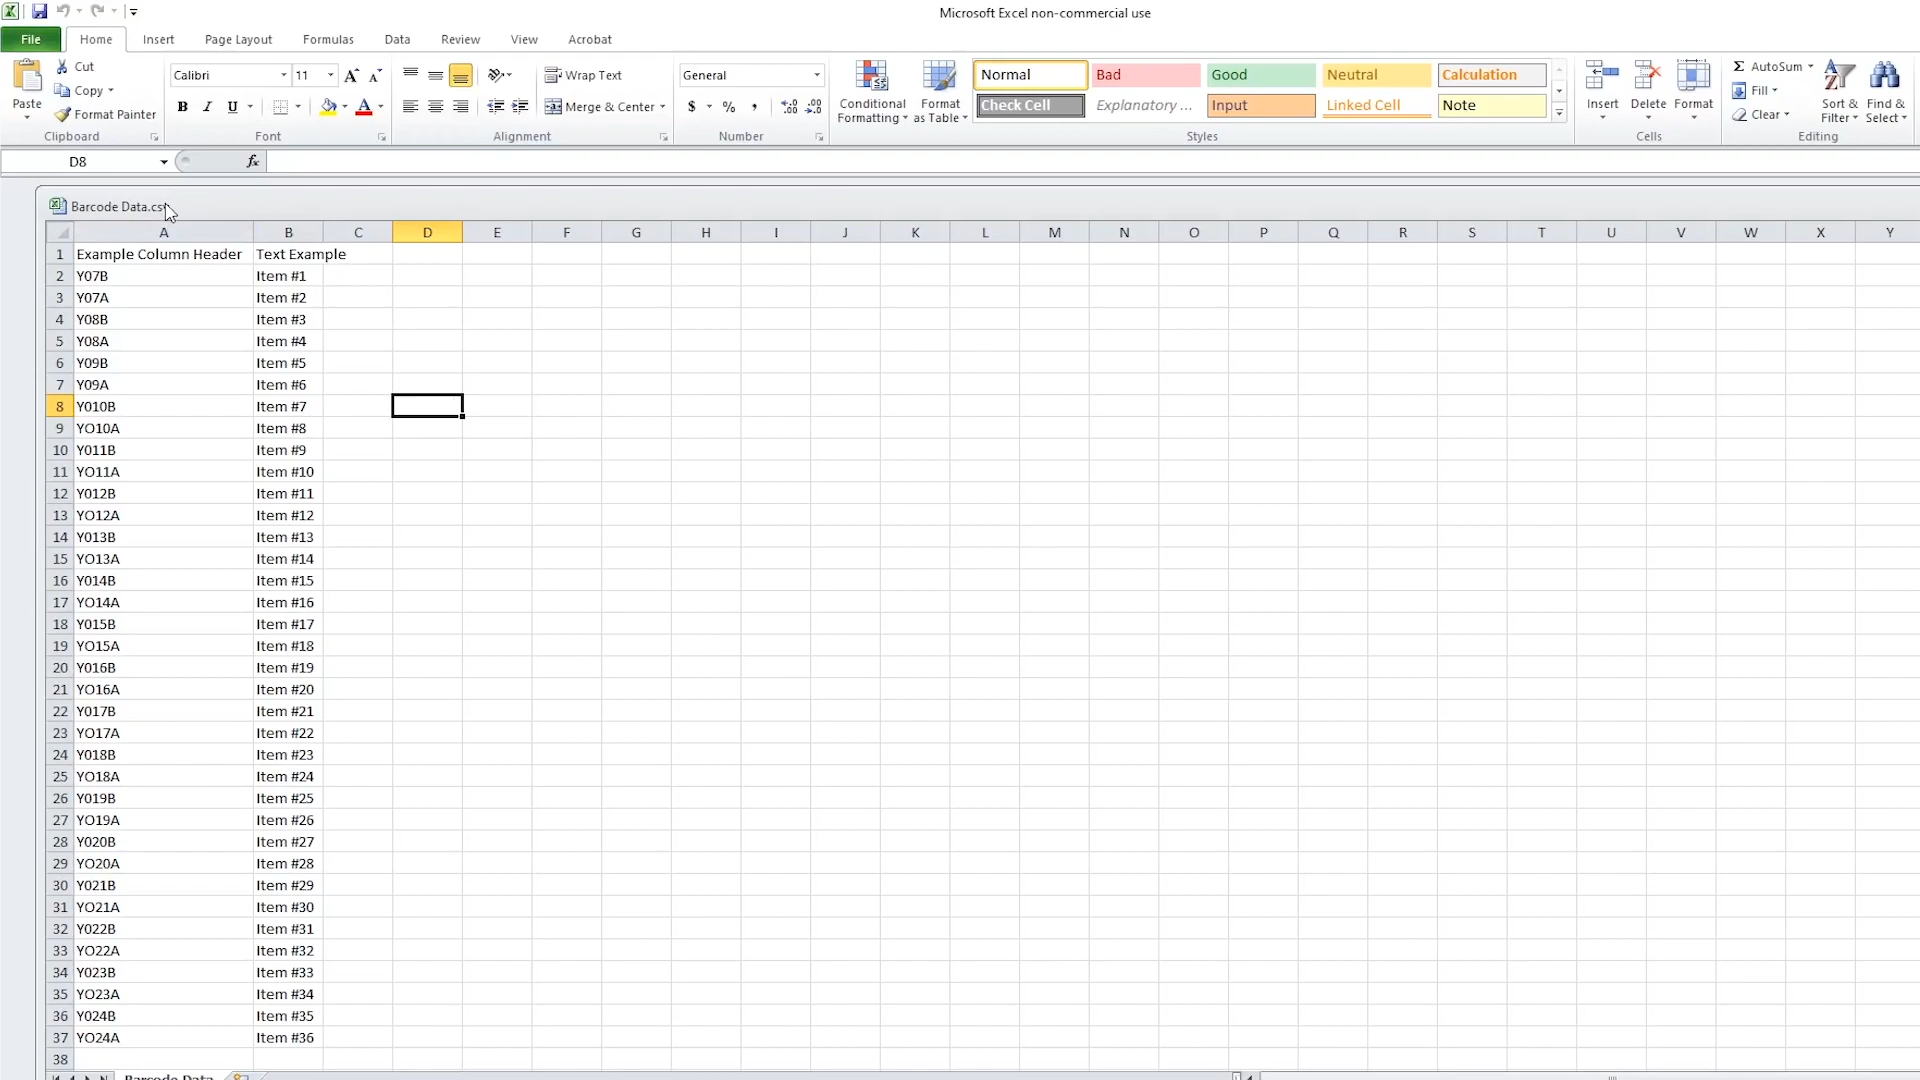 Microsoft Excel non-commercial use
File Home Insert Page Layout Formulas Data Review View Acrobat
Cut
Copy
Format Painter
Paste
Clipboard
Calibri 11 A A
B I U A
Font
Wrap Text
Merge & Center
Alignment
General
$ % ,
Number
Conditional Formatting
Format as Table
Normal Bad Good Neutral Calculation
Check Cell Explanatory ... Input Linked Cell Note
Styles
Insert Delete Format
Cells
Σ AutoSum
Fill
Clear
Sort & Filter
Find & Select
Editing
D8 fx
Barcode Data.csv
A B C D E F G H I J K L M N O P Q R S T U V W X Y
1 Example Column Header Text Example
2 Y07B Item #1
3 Y07A Item #2
4 Y08B Item #3
5 Y08A Item #4
6 Y09B Item #5
7 Y09A Item #6
8 Y010B Item #7
9 YO10A Item #8
10 Y011B Item #9
11 YO11A Item #10
12 Y012B Item #11
13 YO12A Item #12
14 Y013B Item #13
15 YO13A Item #14
16 Y014B Item #15
17 YO14A Item #16
18 Y015B Item #17
19 YO15A Item #18
20 Y016B Item #19
21 YO16A Item #20
22 Y017B Item #21
23 YO17A Item #22
24 Y018B Item #23
25 YO18A Item #24
26 Y019B Item #25
27 YO19A Item #26
28 Y020B Item #27
29 YO20A Item #28
30 Y021B Item #29
31 YO21A Item #30
32 Y022B Item #31
33 YO22A Item #32
34 Y023B Item #33
35 YO23A Item #34
36 Y024B Item #35
37 YO24A Item #36
38
Barcode Data